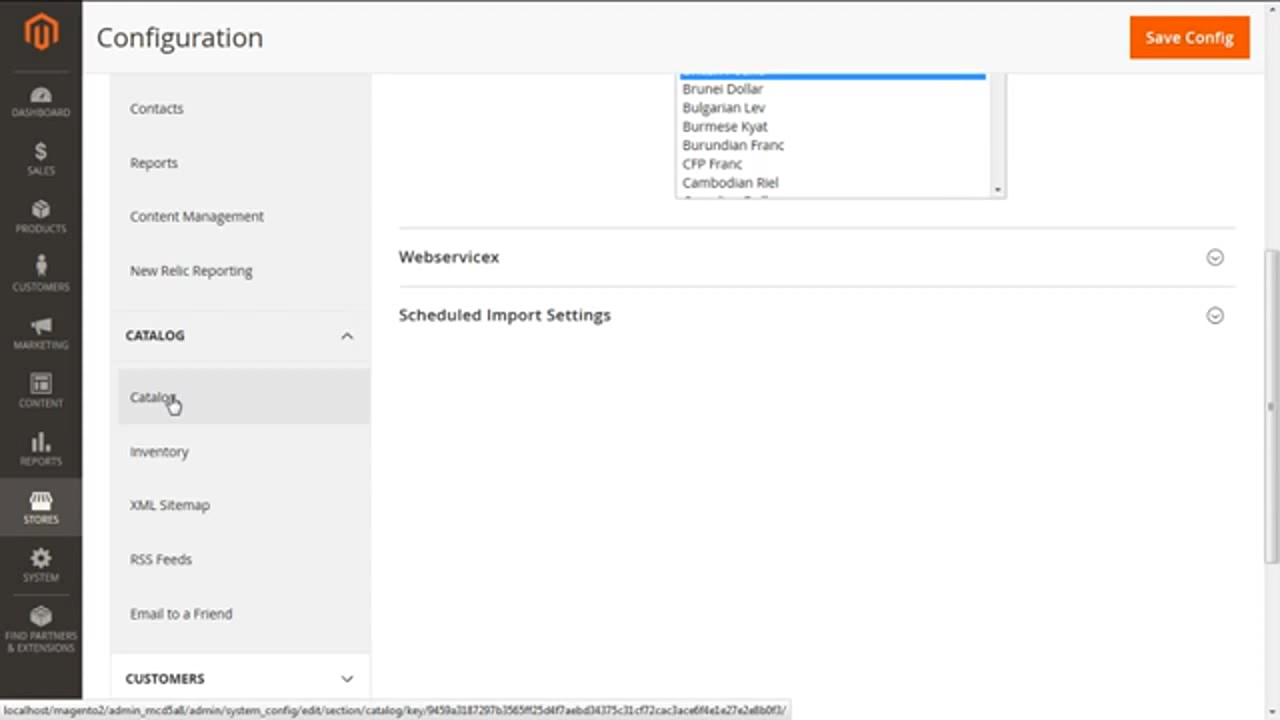 Configuration
Save Config
DASHBOARD
SALES
PRODUCTS
CUSTOMERS
MARKETING
CONTENT
REPORTS
STORES
SYSTEM
FIND PARTNERS
& EXTENSIONS
Contacts
Reports
Content Management
New Relic Reporting
CATALOG
Catalog
Inventory
XML Sitemap
RSS Feeds
Email to a Friend
CUSTOMERS
Brunei Dollar
Bulgarian Lev
Burmese Kyat
Burundian Franc
CFP Franc
Cambodian Riel
Webservicex
Scheduled Import Settings